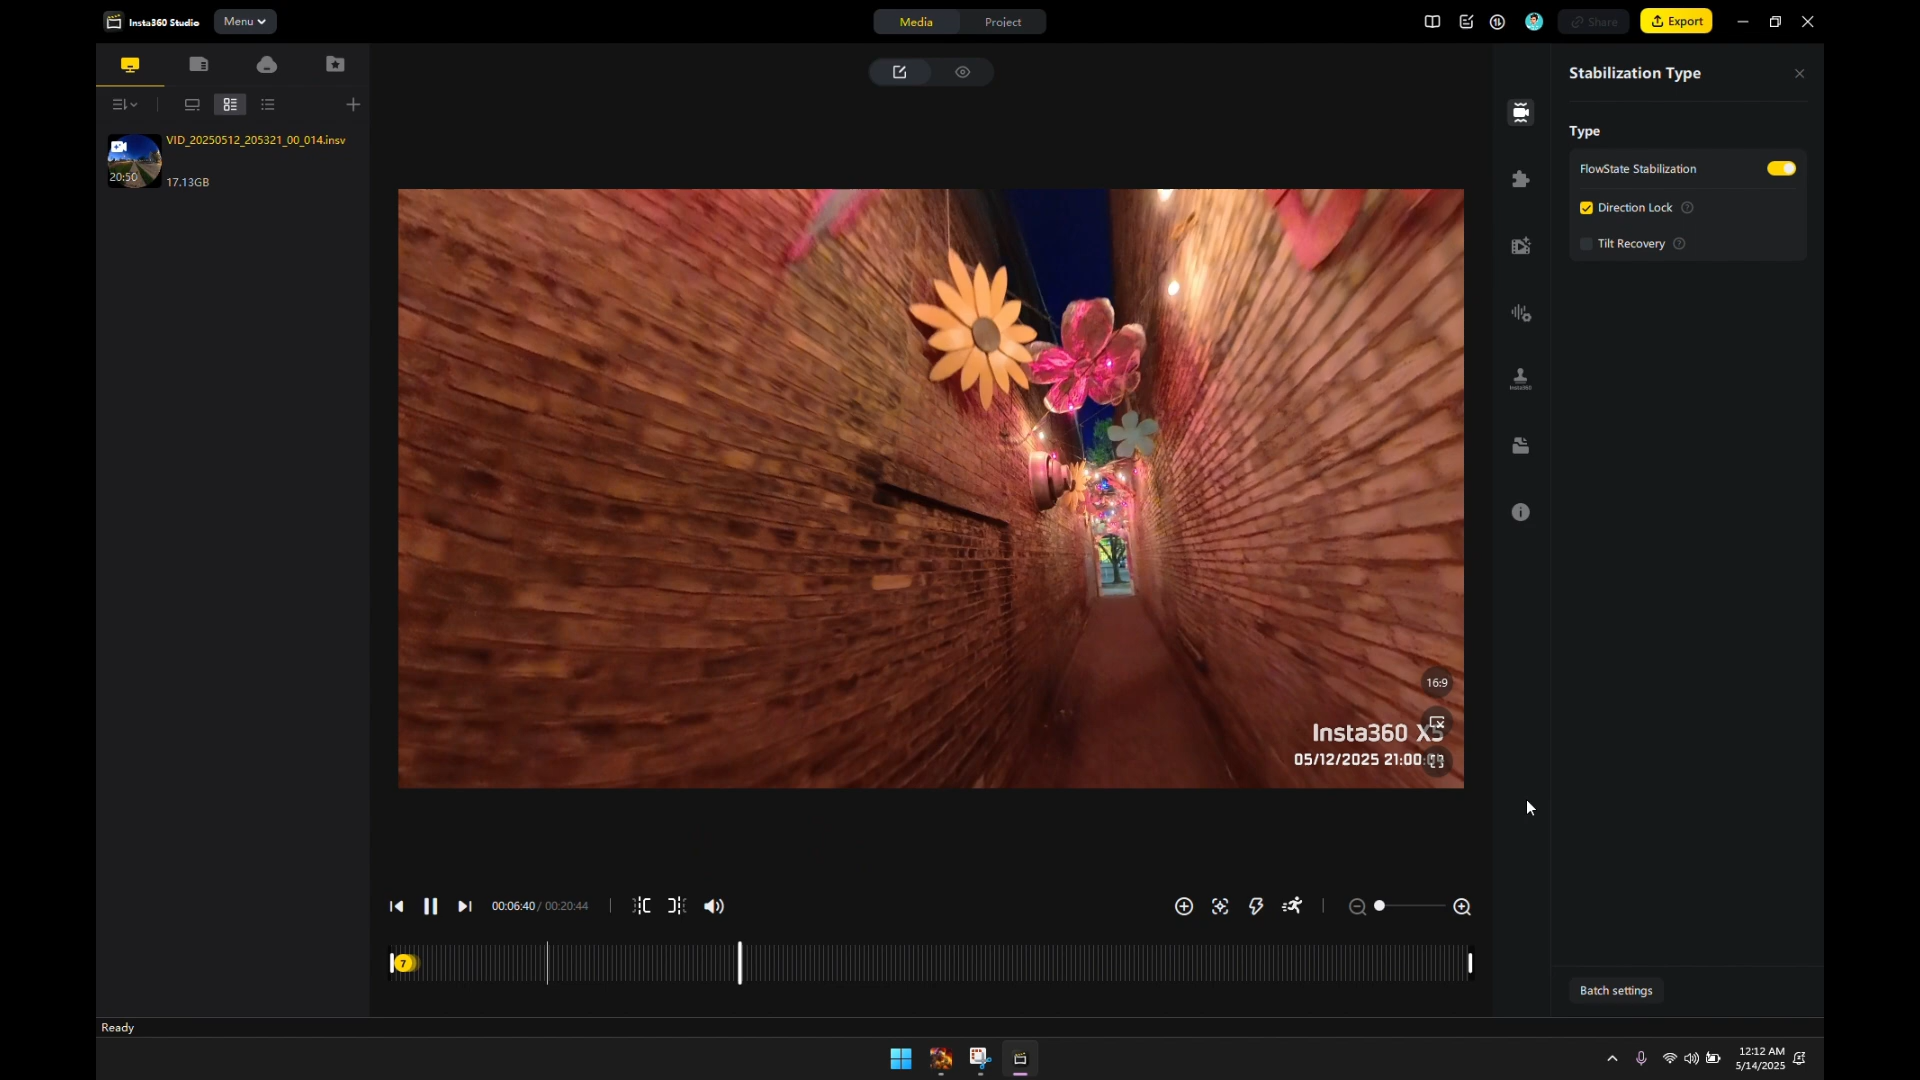 Insta360 Studio
Menu
Media
Project
Share
Export
VID_20250512_205321_00_014.insv
20:50
17.13GB
Stabilization Type
Type
FlowState Stabilization
Direction Lock
Tilt Recovery
Insta360
16:9
Insta360 X5
05/12/2025 21:00:
00:06:40 / 00:20:44
7
Batch settings
Ready
12:12 AM
5/14/2025